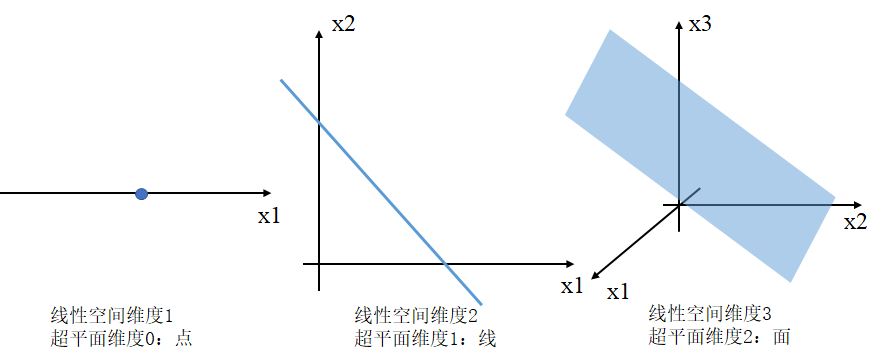 x1
线性空间维度1
超平面维度0：点
x2
x1
线性空间维度2
超平面维度1：线
x3
x2
x1
线性空间维度3
超平面维度2：面